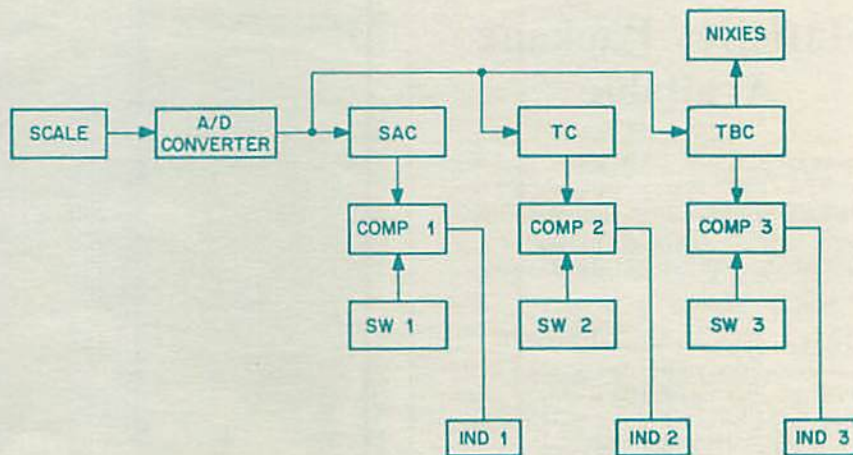 NIXIES
SCALE
A/D
CONVERTER
SAC
TC
TBC
COMP 1
COMP 2
COMP 3
SW 1
SW 2
SW 3
IND 1
IND 2
IND 3